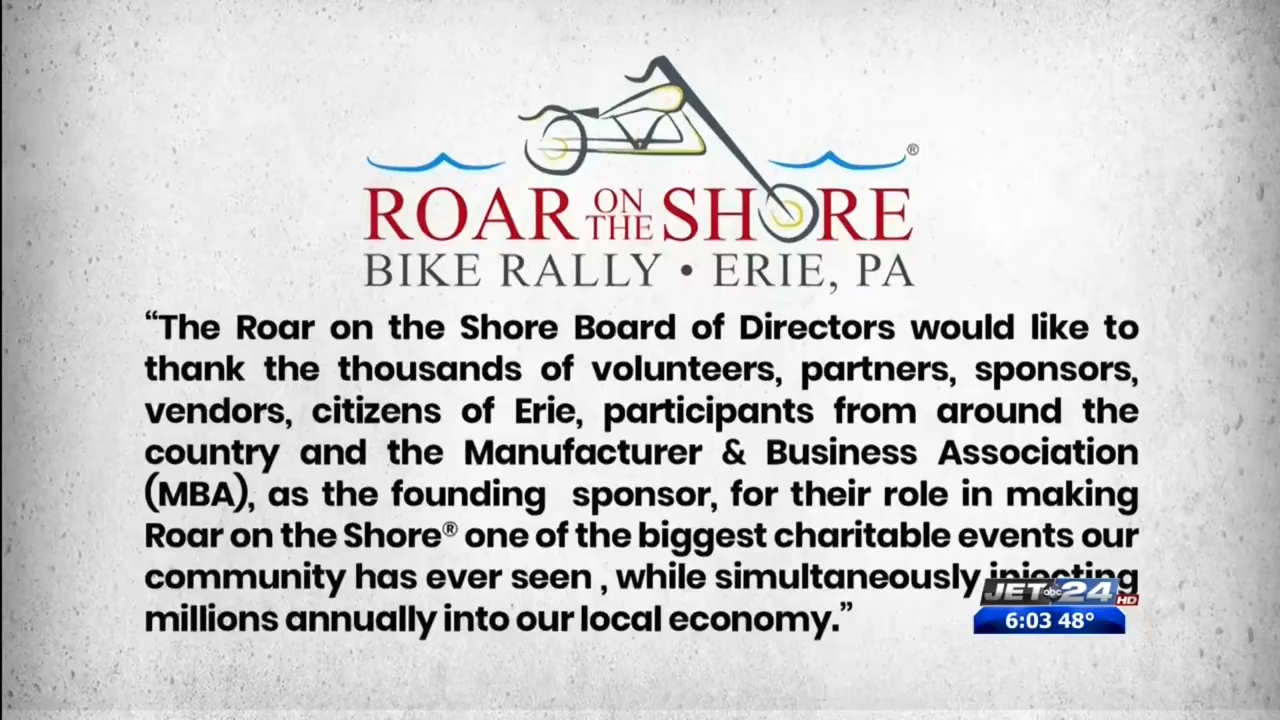 ®
ROAR ON THE SHORE
BIKE RALLY • ERIE, PA
“The Roar on the Shore Board of Directors would like to
thank the thousands of volunteers, partners, sponsors,
vendors, citizens of Erie, participants from around the
country and the Manufacturer & Business Association
(MBA), as the founding sponsor, for their role in making
Roar on the Shore® one of the biggest charitable events our
community has ever seen , while simultaneously injecting
millions annually into our local economy.”
JET abc 24 HD
6:03 48°